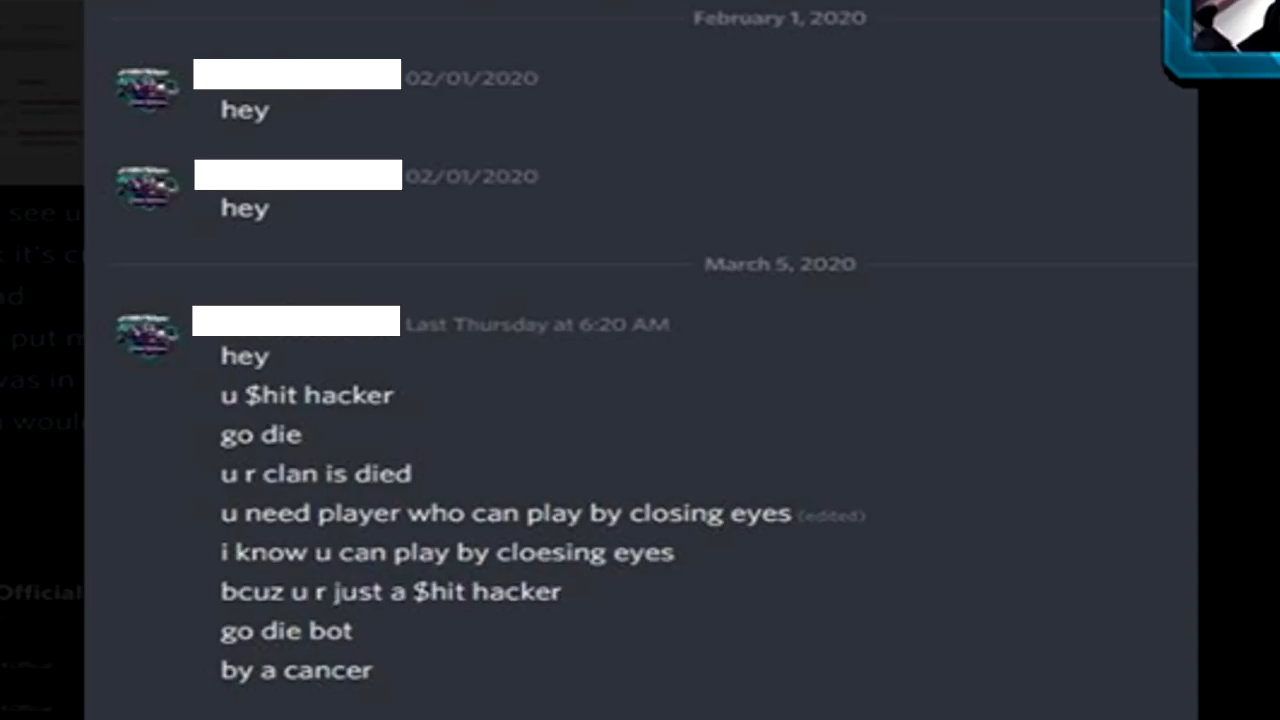 February 1, 2020
02/01/2020
hey
02/01/2020
hey
March 5, 2020
Last Thursday at 6:20 AM
hey
u $hit hacker
go die
u r clan is died
u need player who can play by closing eyes (edited)
i know u can play by cloesing eyes
bcuz u r just a $hit hacker
go die bot
by a cancer
see u
it's
put
was in
Official